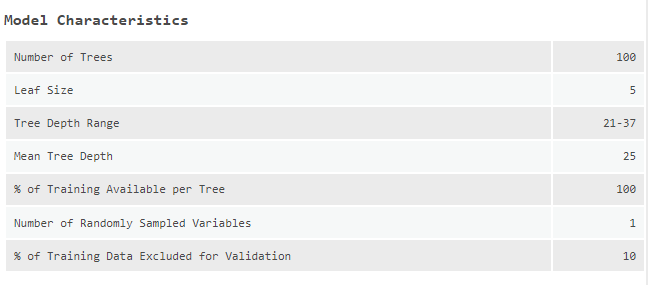 Model Characteristics
Number of Trees 100
Leaf Size 5
Tree Depth Range 21-37
Mean Tree Depth 25
% of Training Available per Tree 100
Number of Randomly Sampled Variables 1
% of Training Data Excluded for Validation 10